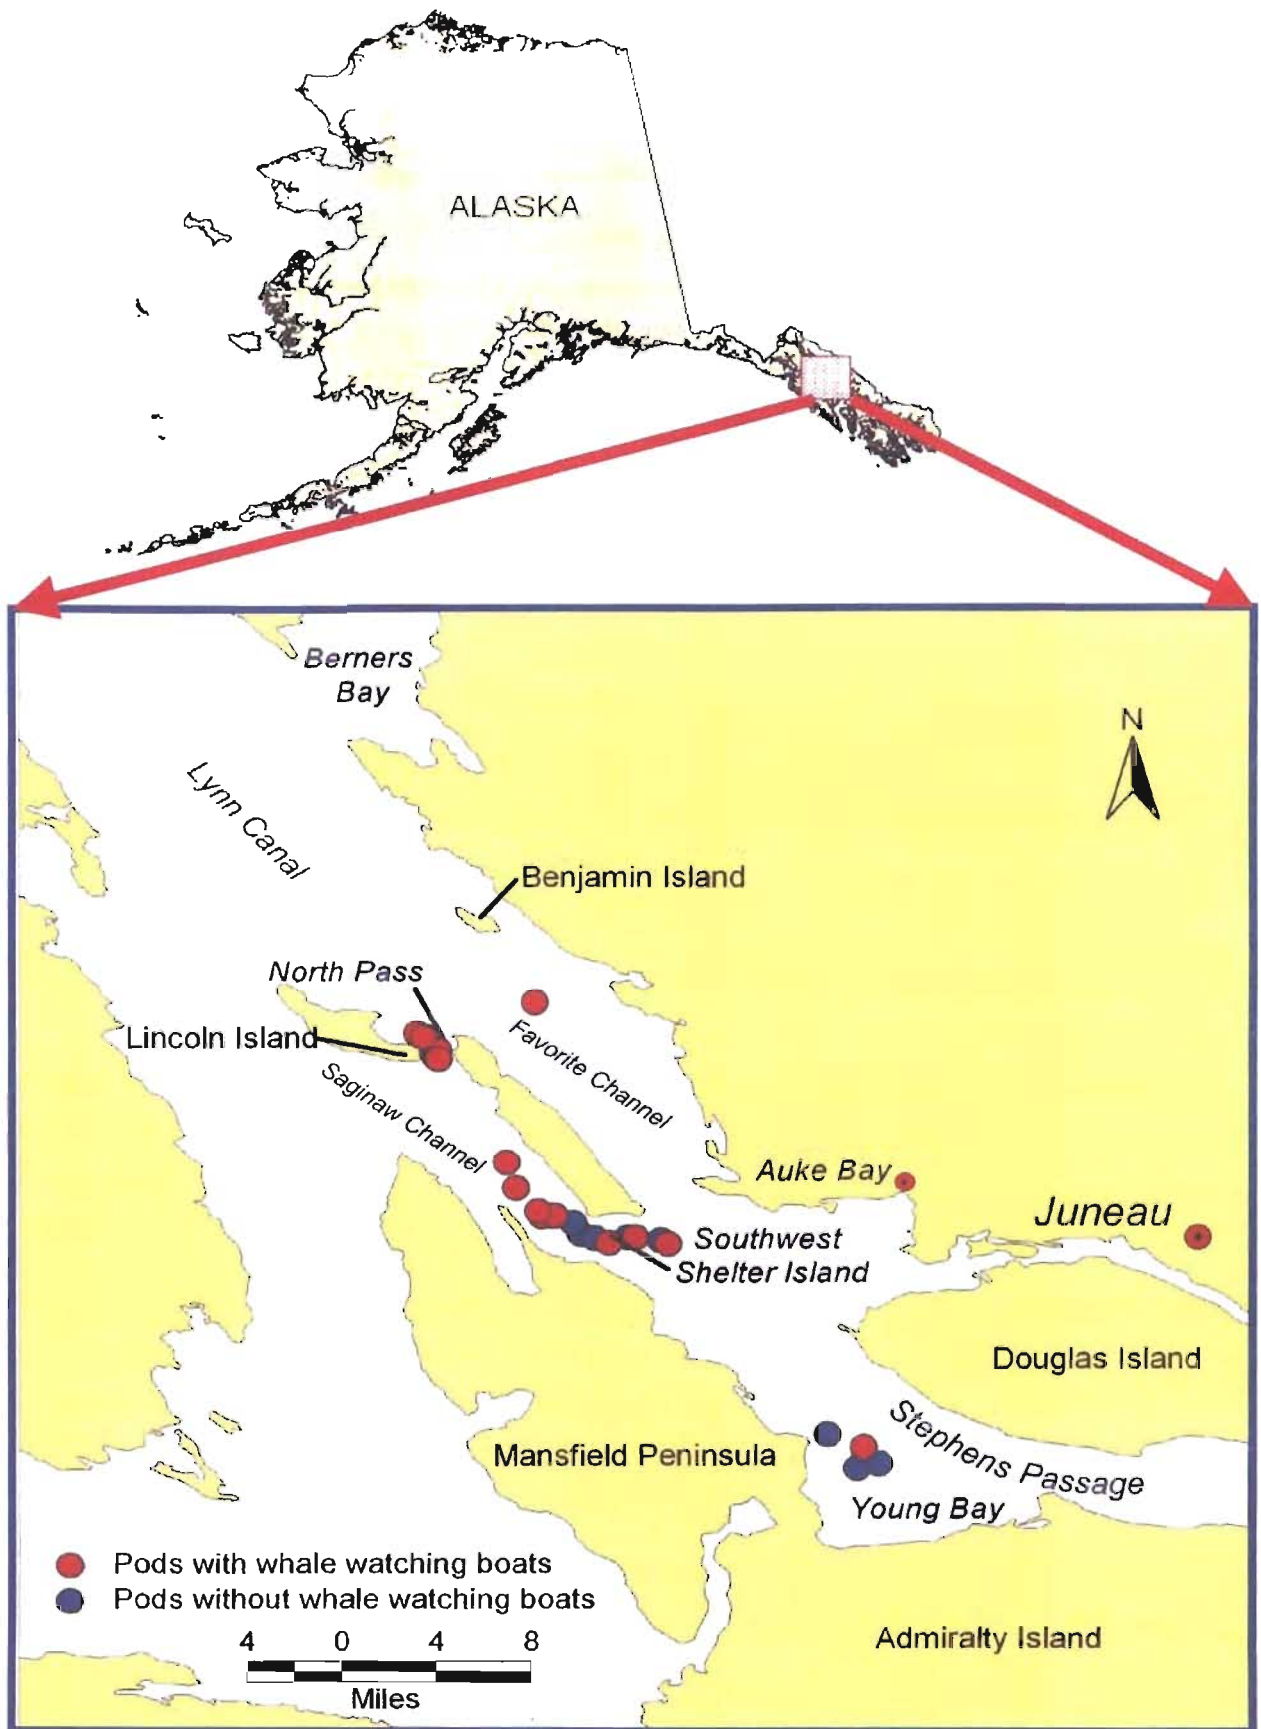 ALASKA
Berners
Bay
N
Lynn Canal
Benjamin Island
North Pass
Lincoln Island
Favorite Channel
Saginaw Channel
Auke Bay
Juneau
Southwest
Shelter Island
Douglas Island
Stephens Passage
Mansfield Peninsula
Young Bay
Pods with whale watching boats
Pods without whale watching boats
4 0 4 8
Miles
Admiralty Island